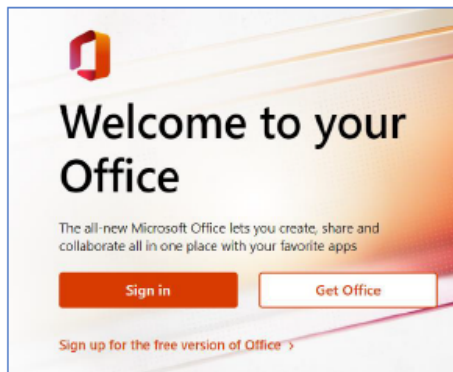 Welcome to your
Office
The all-new Microsoft Office lets you create, share and
collaborate all in one place with your favorite apps
Sign in
Get Office
Sign up for the free version of Office >